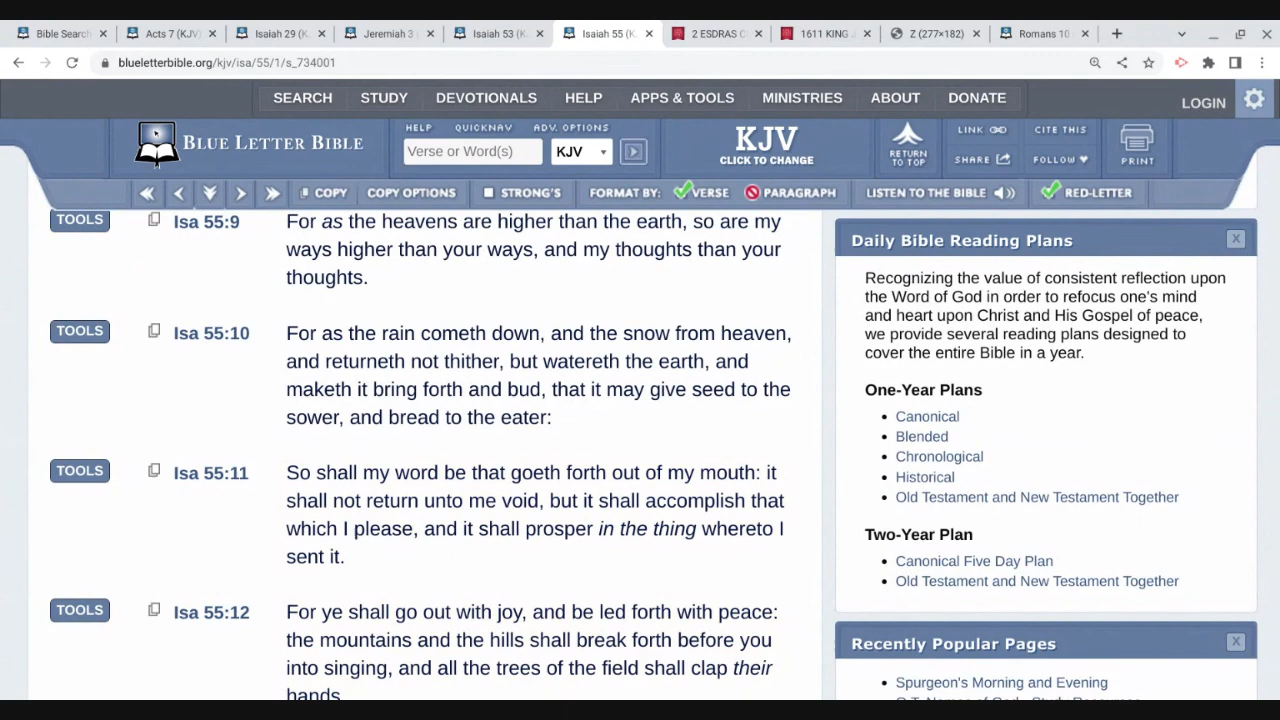 Bible Search
Acts 7 (KJV)
Isaiah 29 (K
Jeremiah 3
Isaiah 53 (K
Isaiah 55 (K
2 ESDRAS C
1611 KING J
Z (277×182)
Romans 10
blueletterbible.org/kjv/isa/55/1/s_734001
SEARCH STUDY DEVOTIONALS HELP APPS & TOOLS MINISTRIES ABOUT DONATE
LOGIN
BLUE LETTER BIBLE
HELP QUICKNAV ADV. OPTIONS
Verse or Word(s) KJV
KJV
CLICK TO CHANGE
RETURN
TO TOP
LINK CITE THIS
SHARE FOLLOW
PRINT
COPY COPY OPTIONS STRONG'S FORMAT BY: VERSE PARAGRAPH LISTEN TO THE BIBLE RED-LETTER
TOOLS Isa 55:9 For as the heavens are higher than the earth, so are my
ways higher than your ways, and my thoughts than your
thoughts.
TOOLS Isa 55:10 For as the rain cometh down, and the snow from heaven,
and returneth not thither, but watereth the earth, and
maketh it bring forth and bud, that it may give seed to the
sower, and bread to the eater:
TOOLS Isa 55:11 So shall my word be that goeth forth out of my mouth: it
shall not return unto me void, but it shall accomplish that
which I please, and it shall prosper in the thing whereto I
sent it.
TOOLS Isa 55:12 For ye shall go out with joy, and be led forth with peace:
the mountains and the hills shall break forth before you
into singing, and all the trees of the field shall clap their
hands.
Daily Bible Reading Plans X
Recognizing the value of consistent reflection upon
the Word of God in order to refocus one's mind
and heart upon Christ and His Gospel of peace,
we provide several reading plans designed to
cover the entire Bible in a year.
One-Year Plans
Canonical
Blended
Chronological
Historical
Old Testament and New Testament Together
Two-Year Plan
Canonical Five Day Plan
Old Testament and New Testament Together
Recently Popular Pages X
Spurgeon's Morning and Evening